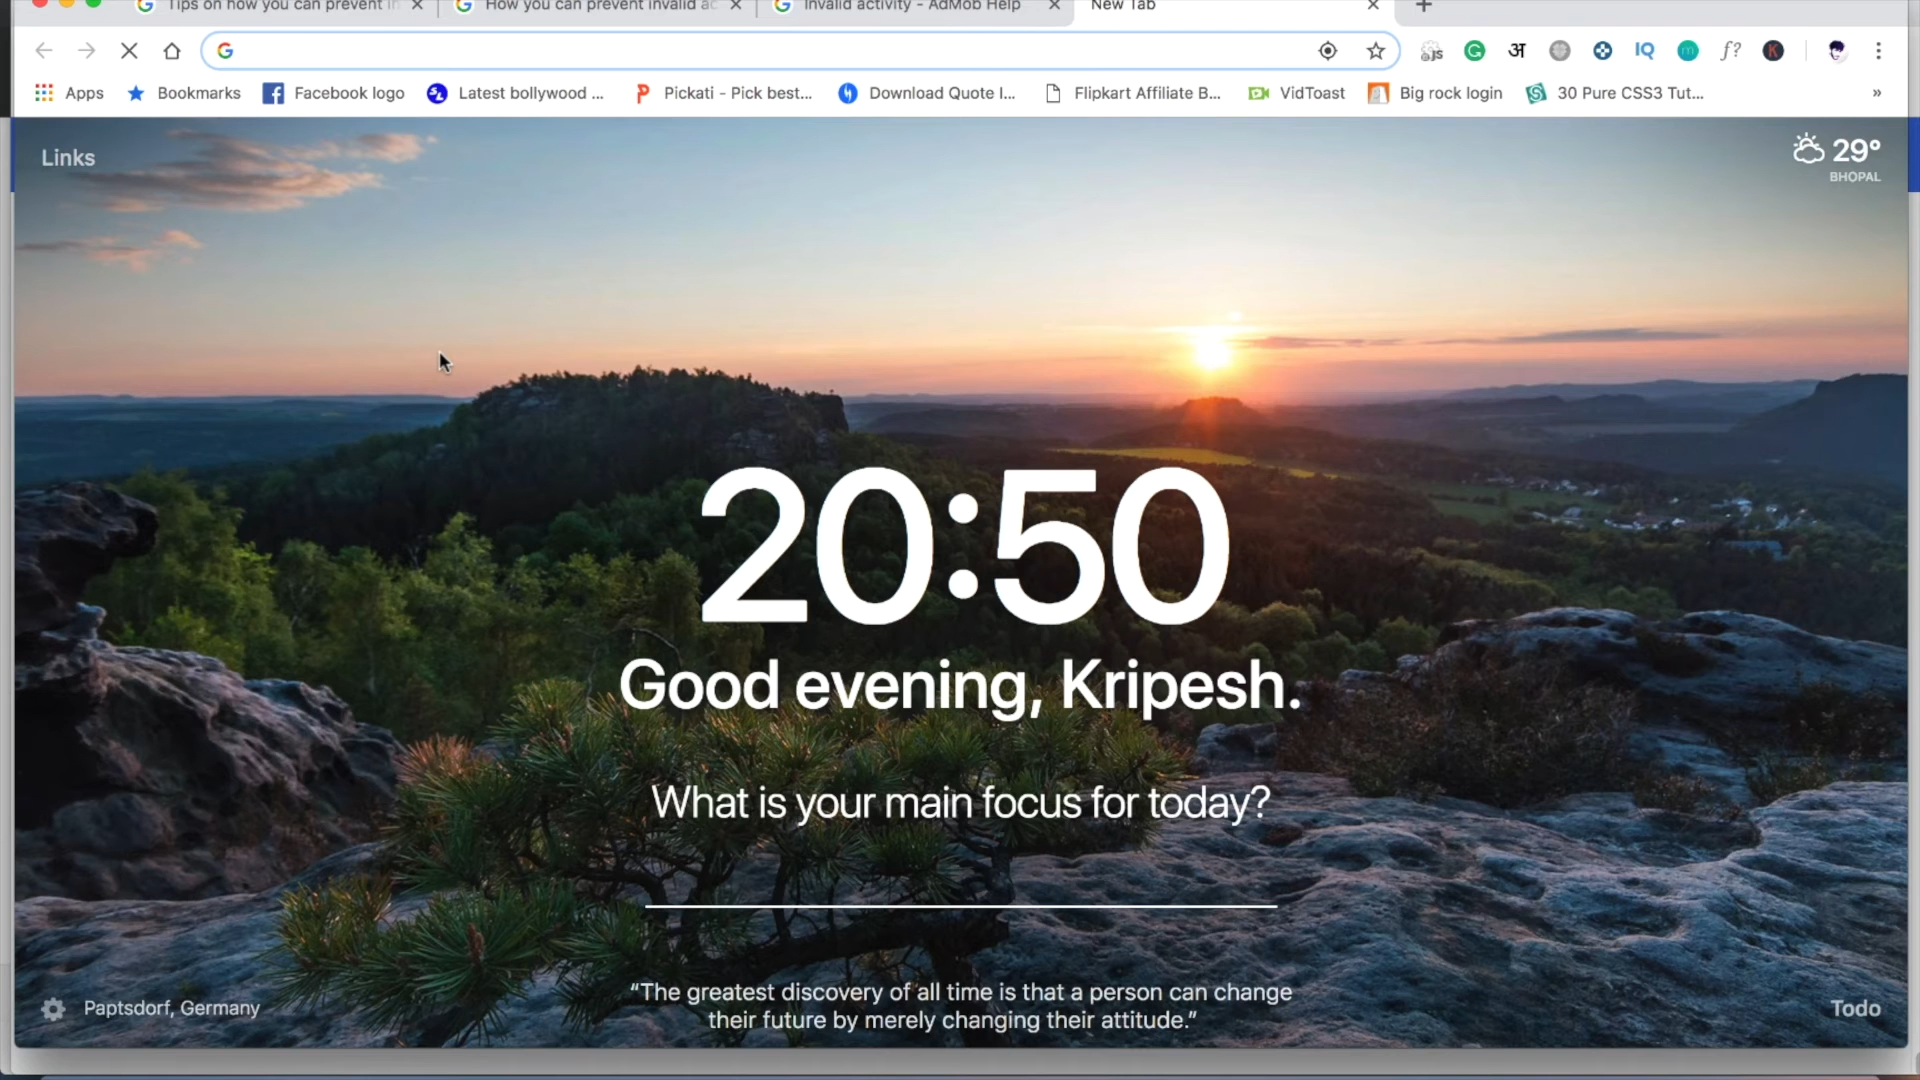 Tips on how you can prevent in
How you can prevent invalid ac
Invalid activity - AdMob Help
New Tab
JS
अ
IQ
m
f?
K
Apps
Bookmarks
Facebook logo
Latest bollywood ...
Pickati - Pick best...
Download Quote I...
Flipkart Affiliate B...
VidToast
Big rock login
30 Pure CSS3 Tut...
»
Links
29°
BHOPAL
20:50
Good evening, Kripesh.
What is your main focus for today?
“The greatest discovery of all time is that a person can change
their future by merely changing their attitude.”
Paptsdorf, Germany
Todo